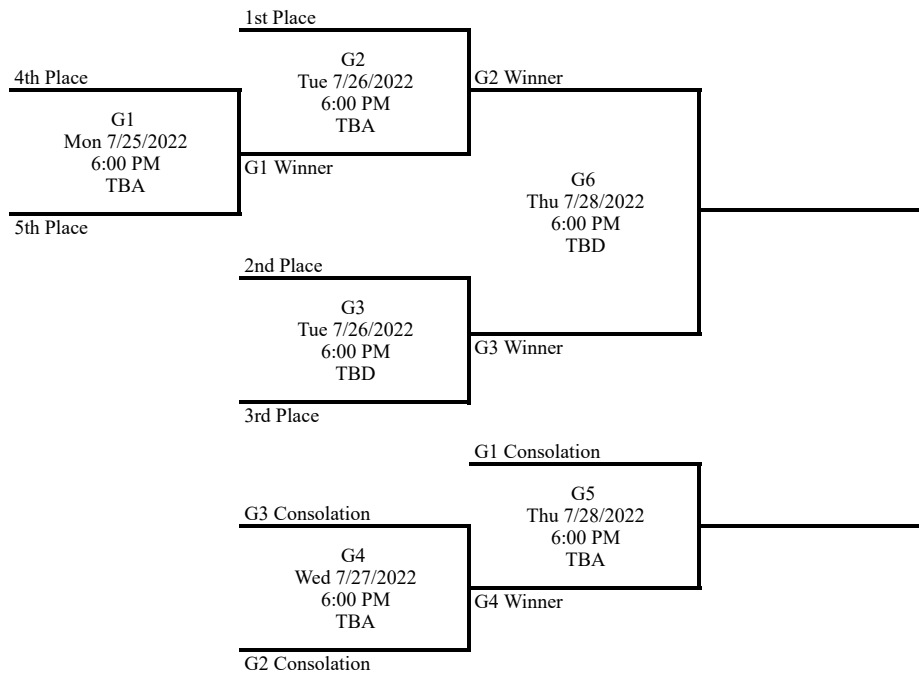 1st Place
G2
Tue 7/26/2022
6:00 PM
TBA
G2 Winner
4th Place
G1
Mon 7/25/2022
6:00 PM
TBA
G1 Winner
5th Place
G6
Thu 7/28/2022
6:00 PM
TBD
2nd Place
G3
Tue 7/26/2022
6:00 PM
TBD
G3 Winner
3rd Place
G1 Consolation
G5
Thu 7/28/2022
6:00 PM
TBA
G3 Consolation
G4
Wed 7/27/2022
6:00 PM
TBA
G4 Winner
G2 Consolation